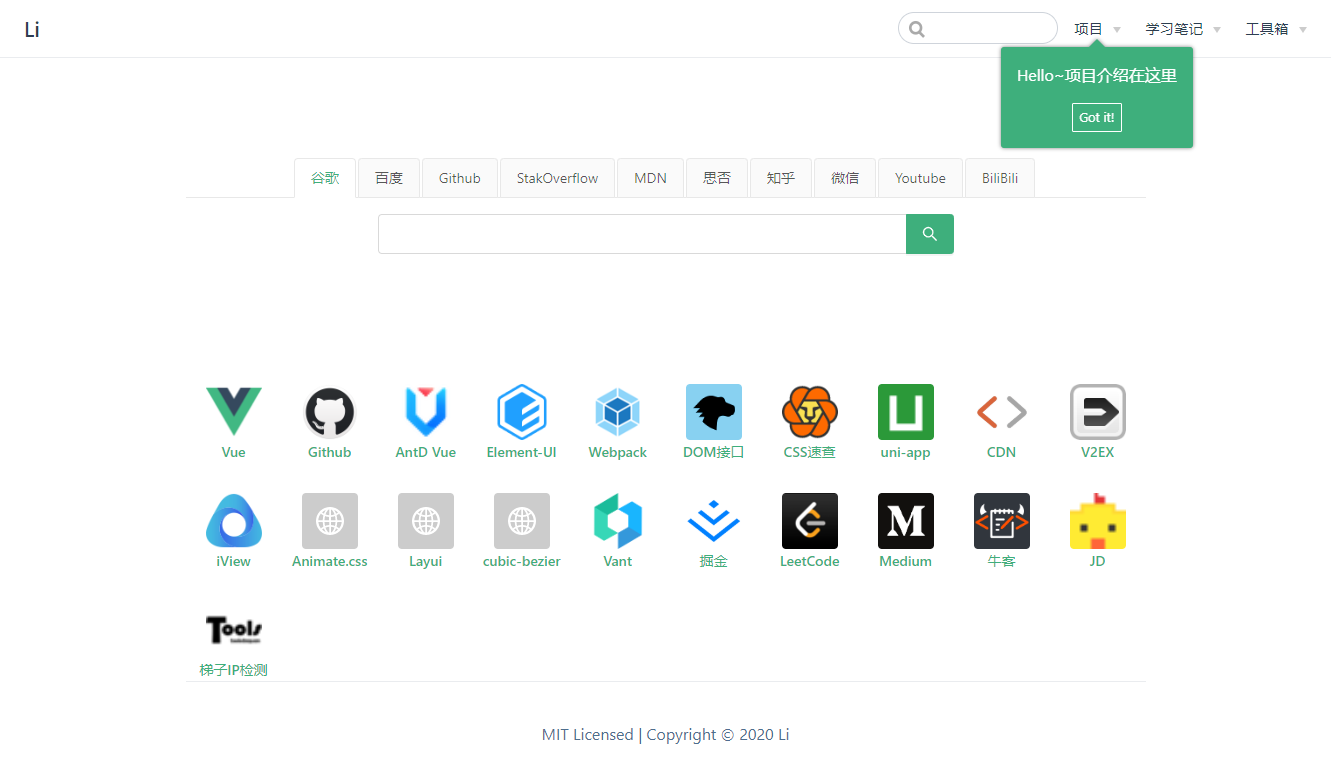 Li
项目
学习笔记
工具箱
Hello~项目介绍在这里
Got it!
谷歌
百度
Github
StakOverflow
MDN
思否
知乎
微信
Youtube
BiliBili
Vue
Github
AntD Vue
Element-UI
Webpack
DOM接口
CSS速查
uni-app
CDN
V2EX
iView
Animate.css
Layui
cubic-bezier
Vant
掘金
LeetCode
M
Medium
牛客
JD
Tools
梯子IP检测
MIT Licensed | Copyright © 2020 Li